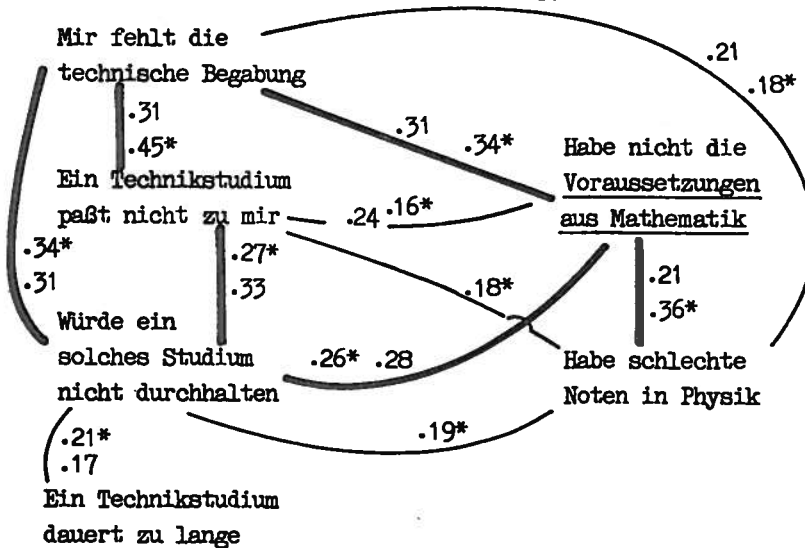 Mir fehlt die
technische Begabung
.21
.18*
.31
.45*
.31
.34*
Habe nicht die
Voraussetzungen
aus Mathematik
Ein Technikstudium
paßt nicht zu mir
.24 .16*
.34*
.31
.27*
.33
.18*
.21
.36*
Würde ein
solches Studium
nicht durchhalten
.26* .28
Habe schlechte
Noten in Physik
.21*
.17
.19*
Ein Technikstudium
dauert zu lange